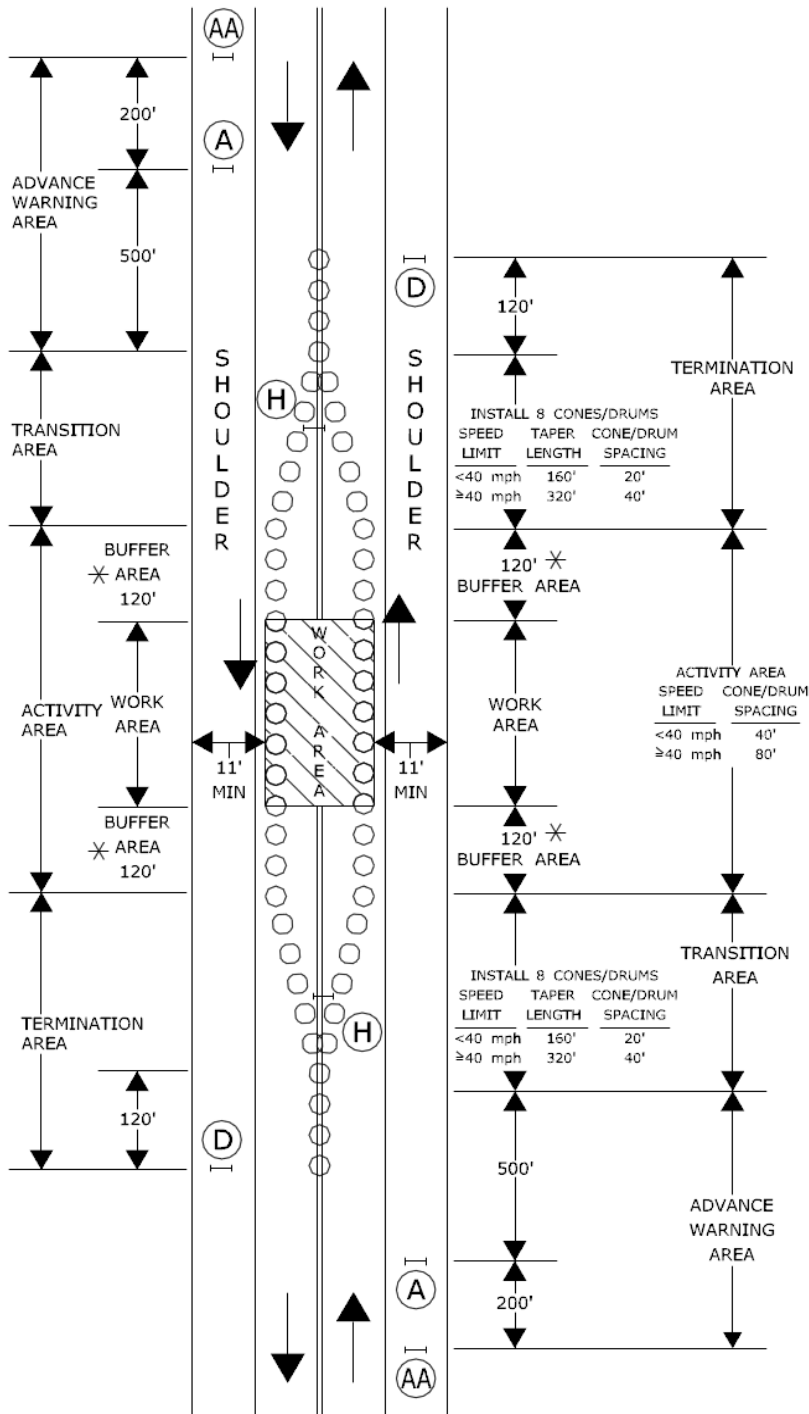 AA
200'
A
ADVANCE
WARNING
AREA
500'
D
120'
TERMINATION
AREA
SHOULDER
SHOULDER
H
TRANSITION
AREA
INSTALL 8 CONES/DRUMS
SPEED TAPER CONE/DRUM
LIMIT LENGTH SPACING
<40 mph 160' 20'
≥40 mph 320' 40'
BUFFER
* AREA
120'
120' *
BUFFER AREA
WORK AREA
ACTIVITY
AREA
WORK
AREA
11'
MIN
11'
MIN
WORK
AREA
ACTIVITY AREA
SPEED CONE/DRUM
LIMIT SPACING
<40 mph 40'
≥40 mph 80'
BUFFER
* AREA
120'
120' *
BUFFER AREA
TERMINATION
AREA
H
INSTALL 8 CONES/DRUMS
SPEED TAPER CONE/DRUM
LIMIT LENGTH SPACING
<40 mph 160' 20'
≥40 mph 320' 40'
TRANSITION
AREA
120'
D
500'
ADVANCE
WARNING
AREA
A
200'
AA